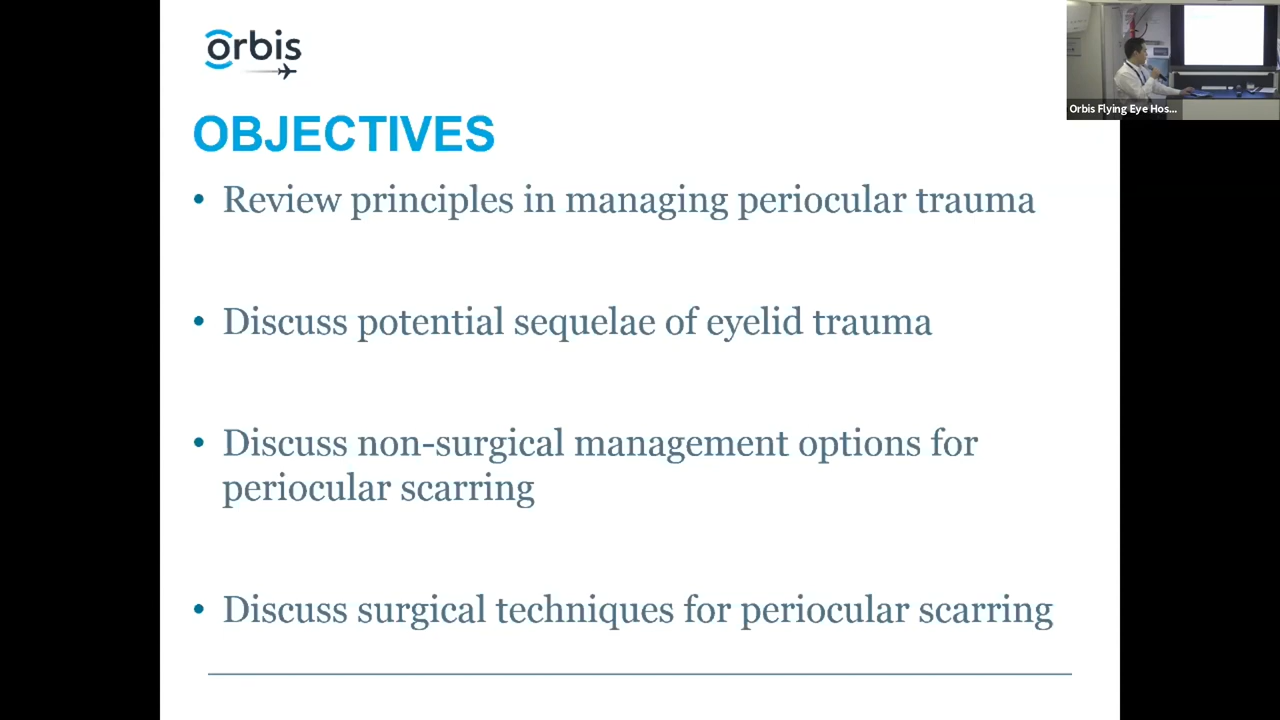 orbis
OBJECTIVES
• Review principles in managing periocular trauma
• Discuss potential sequelae of eyelid trauma
• Discuss non-surgical management options for
periocular scarring
• Discuss surgical techniques for periocular scarring
Orbis Flying Eye Hos...